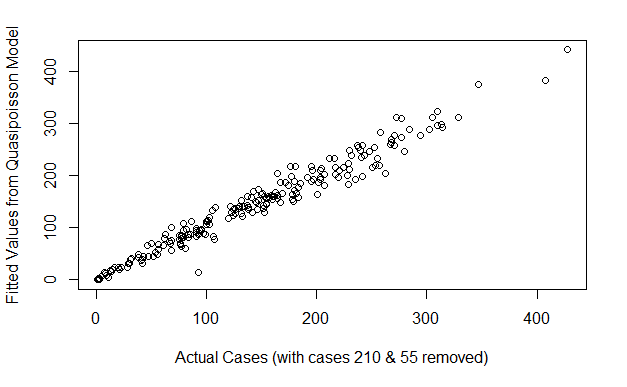 Fitted Values from Quasipoisson Model
400
300
200
100
0
0 100 200 300 400
Actual Cases (with cases 210 & 55 removed)